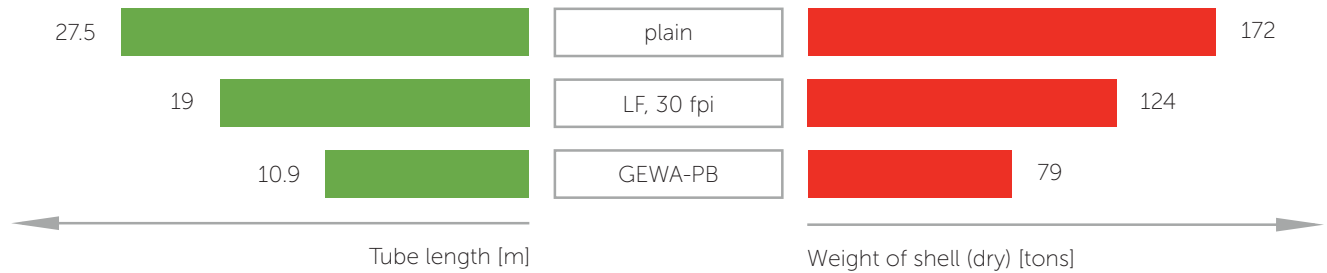 27.5 plain 172
19 LF, 30 fpi 124
10.9 GEWA-PB 79
Tube length [m] Weight of shell (dry) [tons]